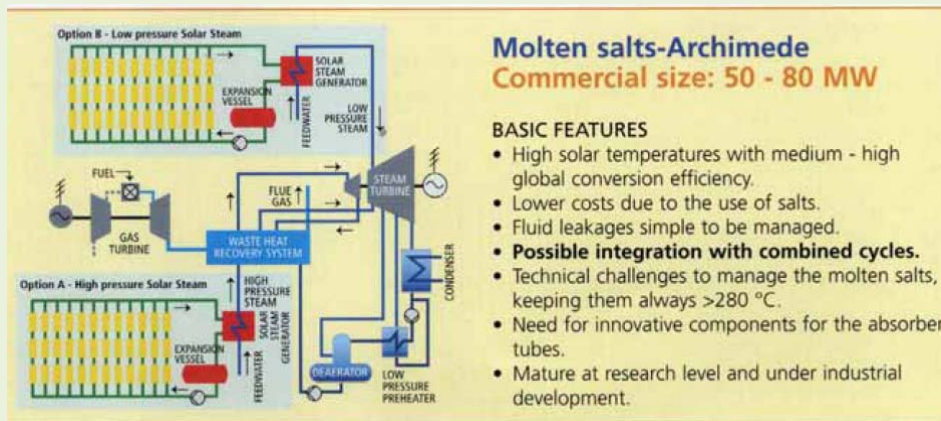 Option B - Low pressure Solar Steam
SOLAR
STEAM
GENERATOR
EXPANSION
VESSEL
FEEDWATER
LOW
PRESSURE
STEAM
FUEL
GAS
TURBINE
FLUE
GAS
STEAM
TURBINE
WASTE HEAT
RECOVERY SYSTEM
CONDENSER
Option A - High pressure Solar Steam
HIGH
PRESSURE
STEAM
SOLAR
STEAM
GENERATOR
EXPANSION
VESSEL
FEEDWATER
DEAERATOR
LOW
PRESSURE
PREHEATER
Molten salts-Archimede
Commercial size: 50 - 80 MW
BASIC FEATURES
• High solar temperatures with medium - high
global conversion efficiency.
• Lower costs due to the use of salts.
• Fluid leakages simple to be managed.
• Possible integration with combined cycles.
• Technical challenges to manage the molten salts,
keeping them always >280 °C.
• Need for innovative components for the absorber
tubes.
• Mature at research level and under industrial
development.